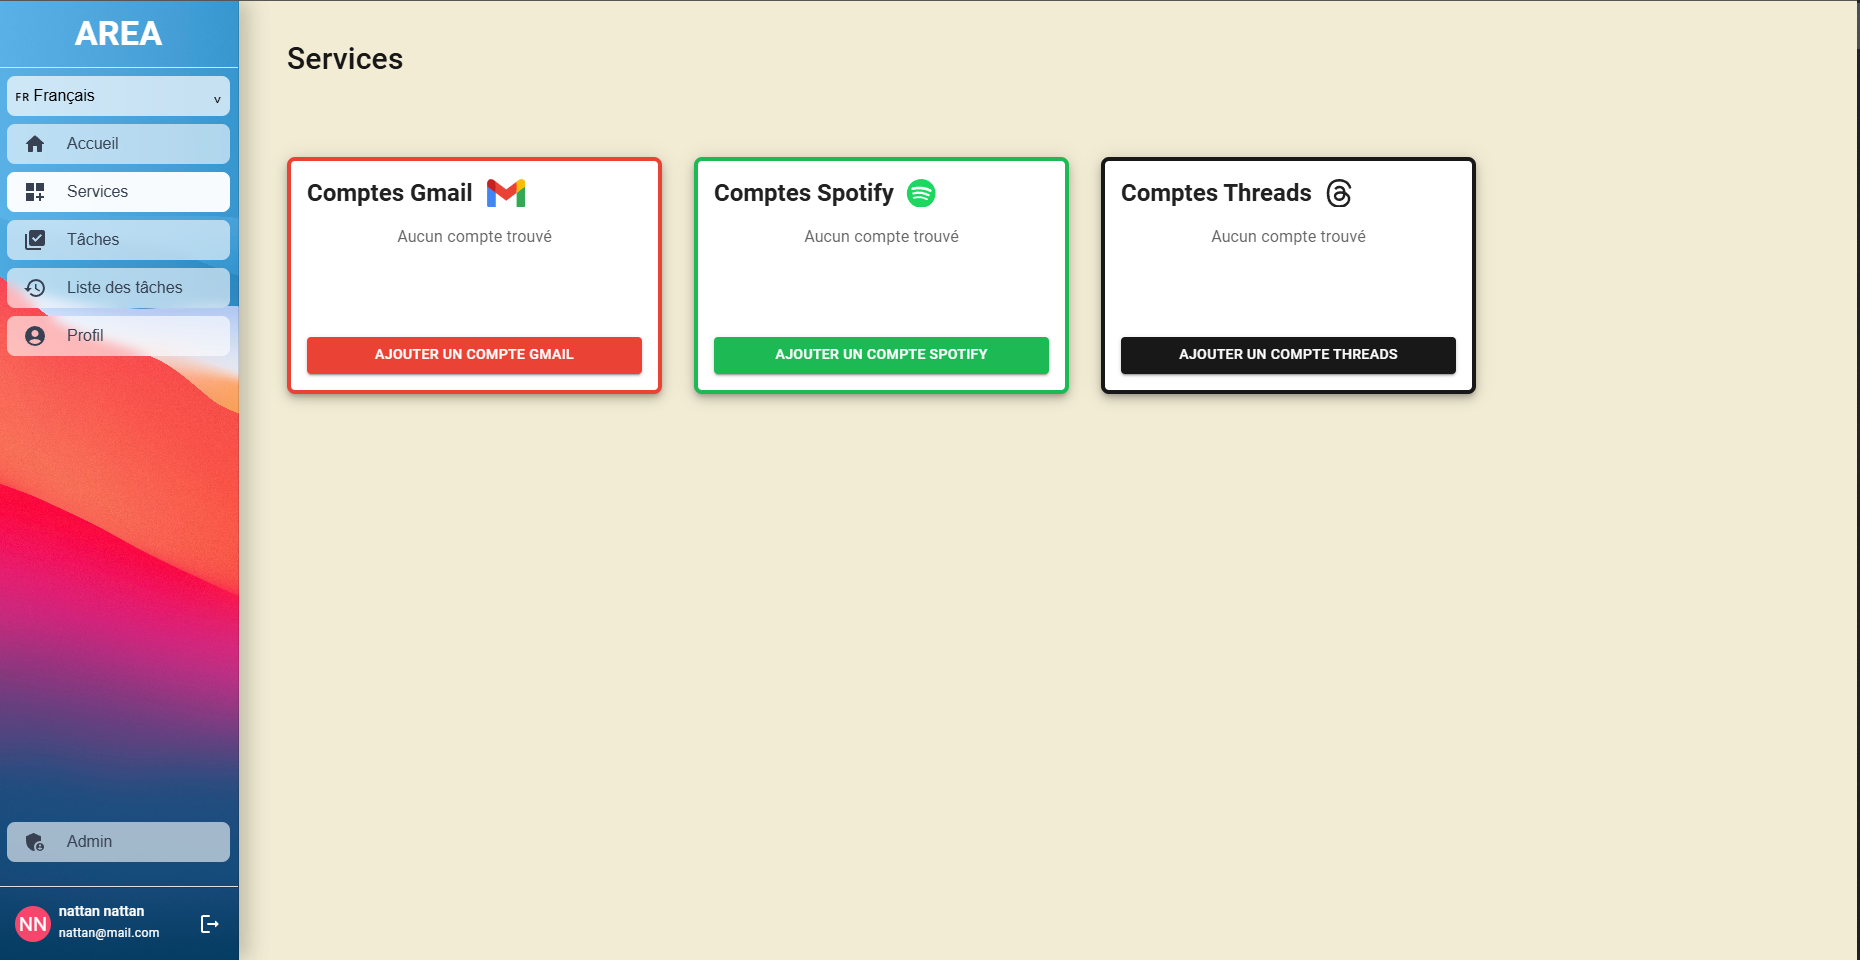 AREA
FR Français
Accueil
Services
Tâches
Liste des tâches
Profil
Admin
NN
nattan nattan
nattan@mail.com
Services
Comptes Gmail
Aucun compte trouvé
AJOUTER UN COMPTE GMAIL
Comptes Spotify
Aucun compte trouvé
AJOUTER UN COMPTE SPOTIFY
Comptes Threads
Aucun compte trouvé
AJOUTER UN COMPTE THREADS